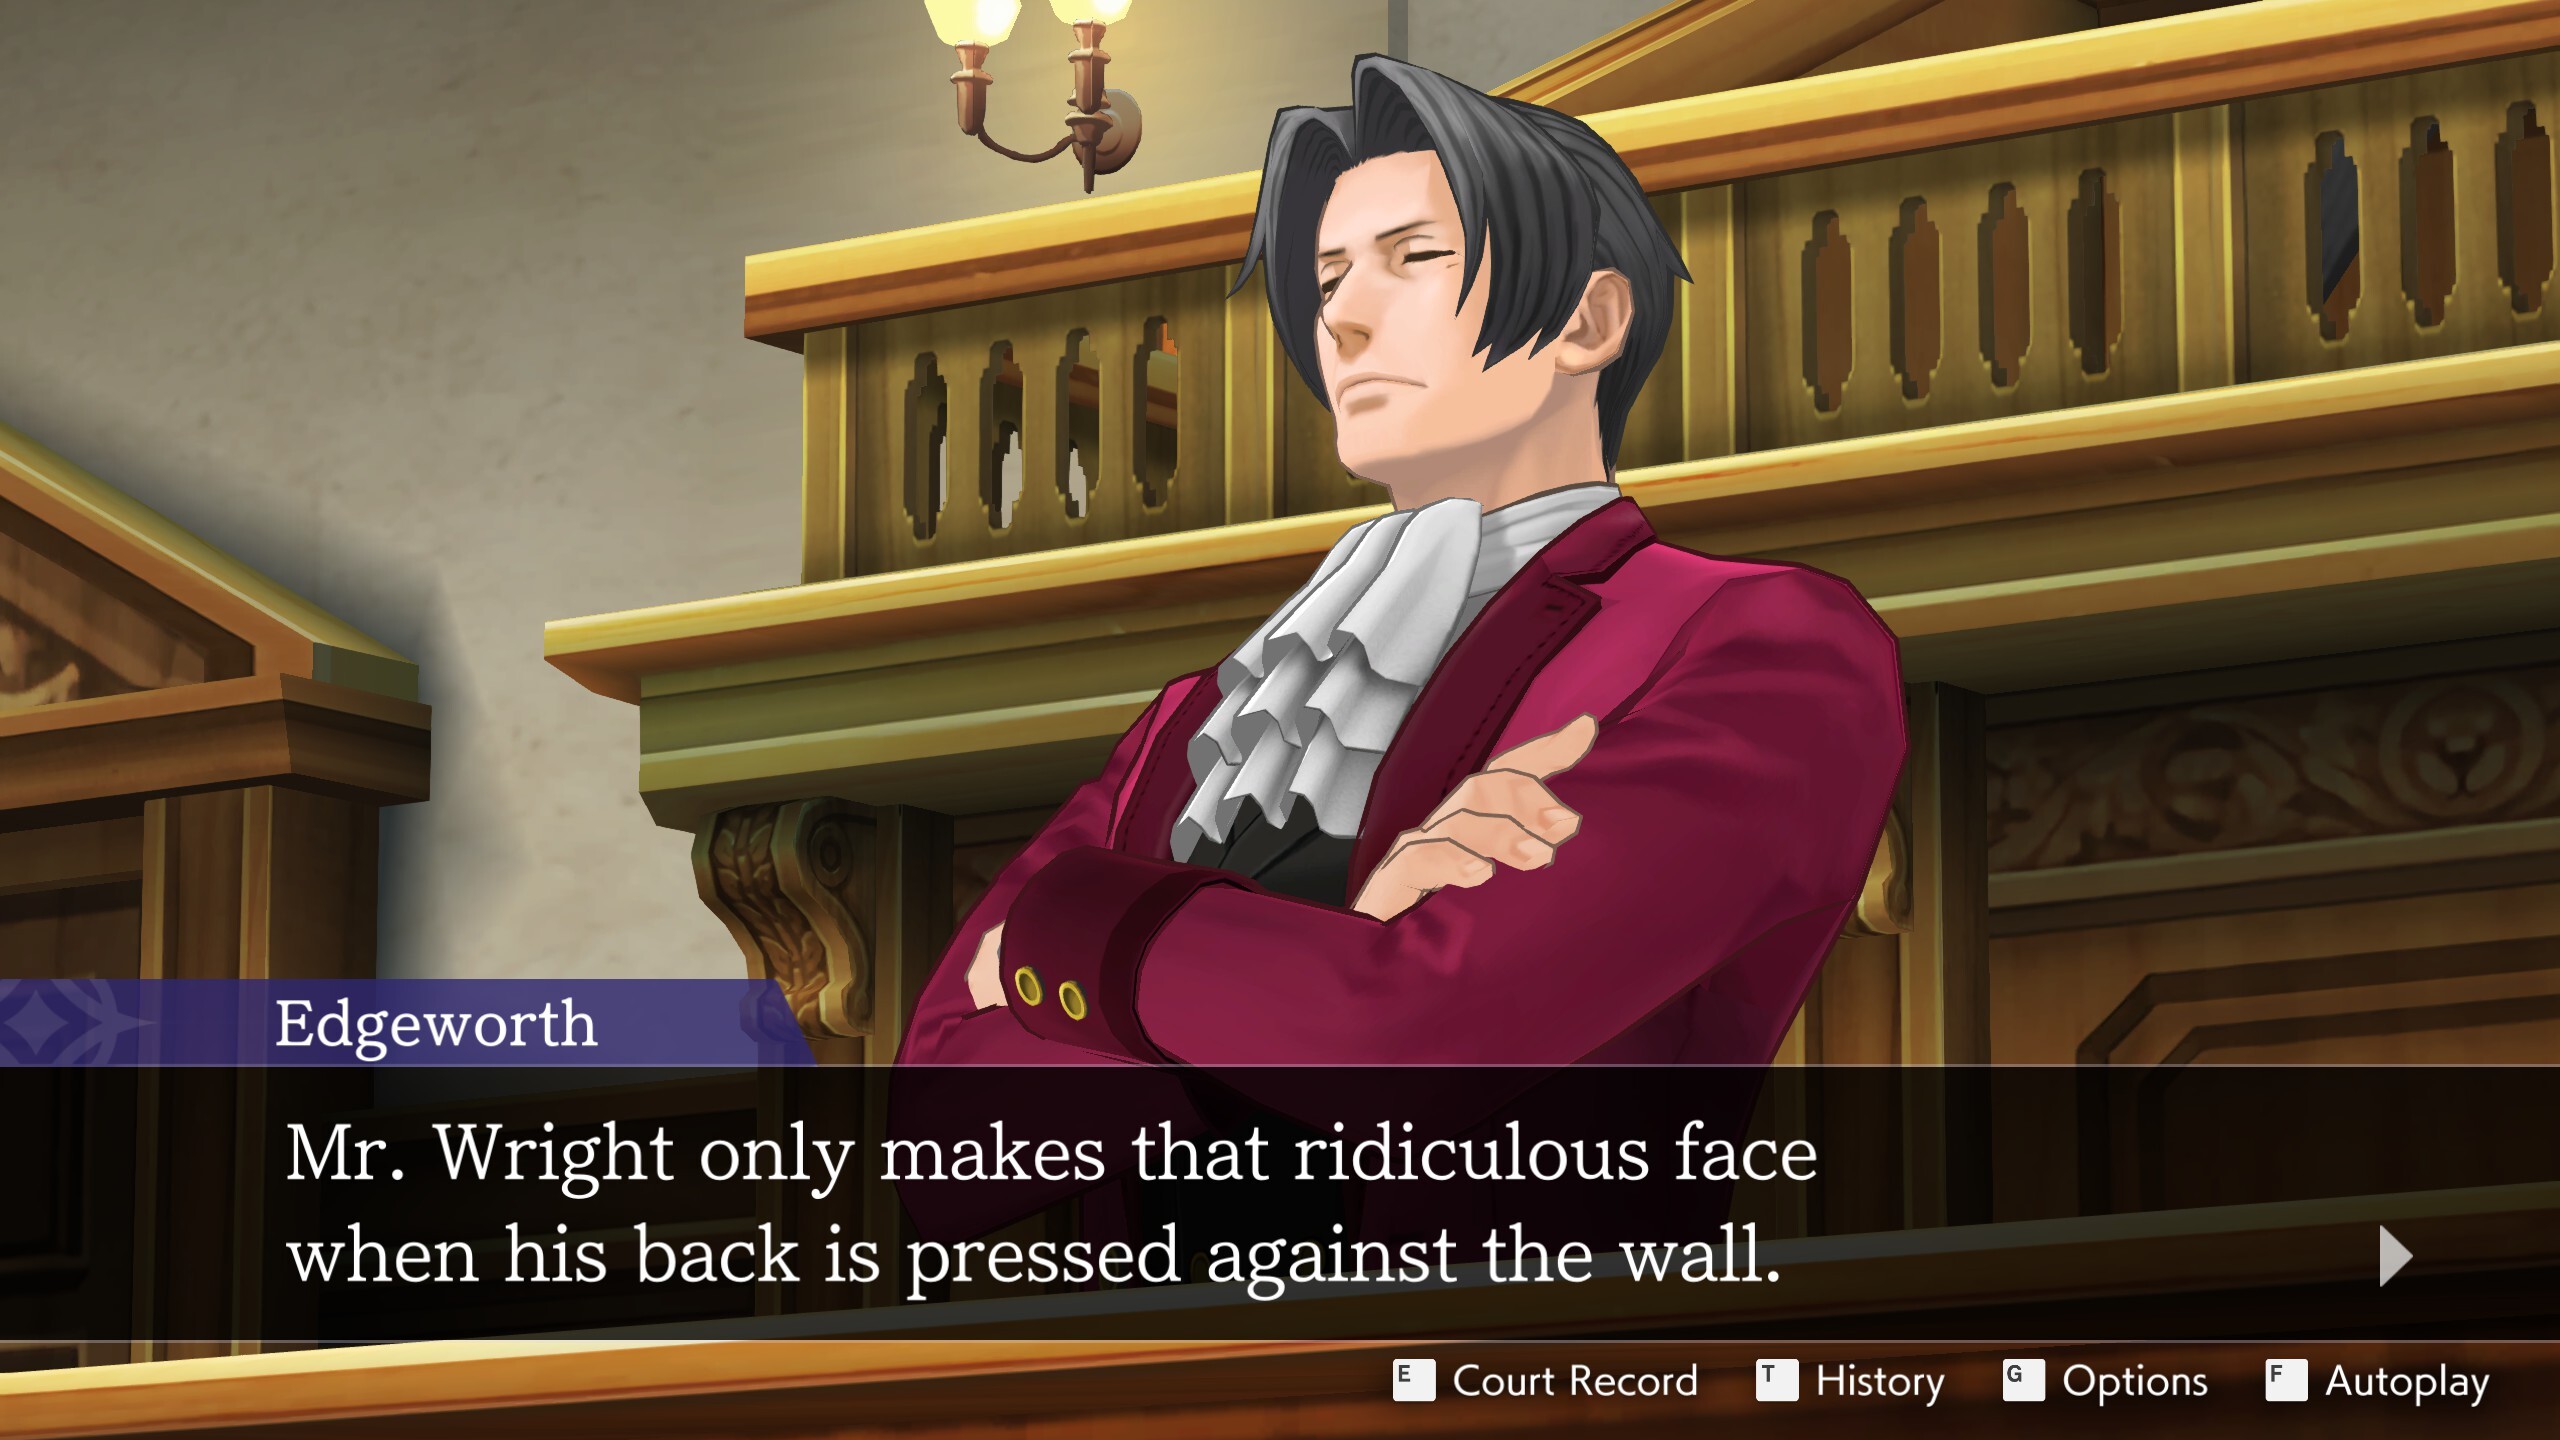 Edgeworth
Mr. Wright only makes that ridiculous face
when his back is pressed against the wall.
E Court Record T History G Options F Autoplay